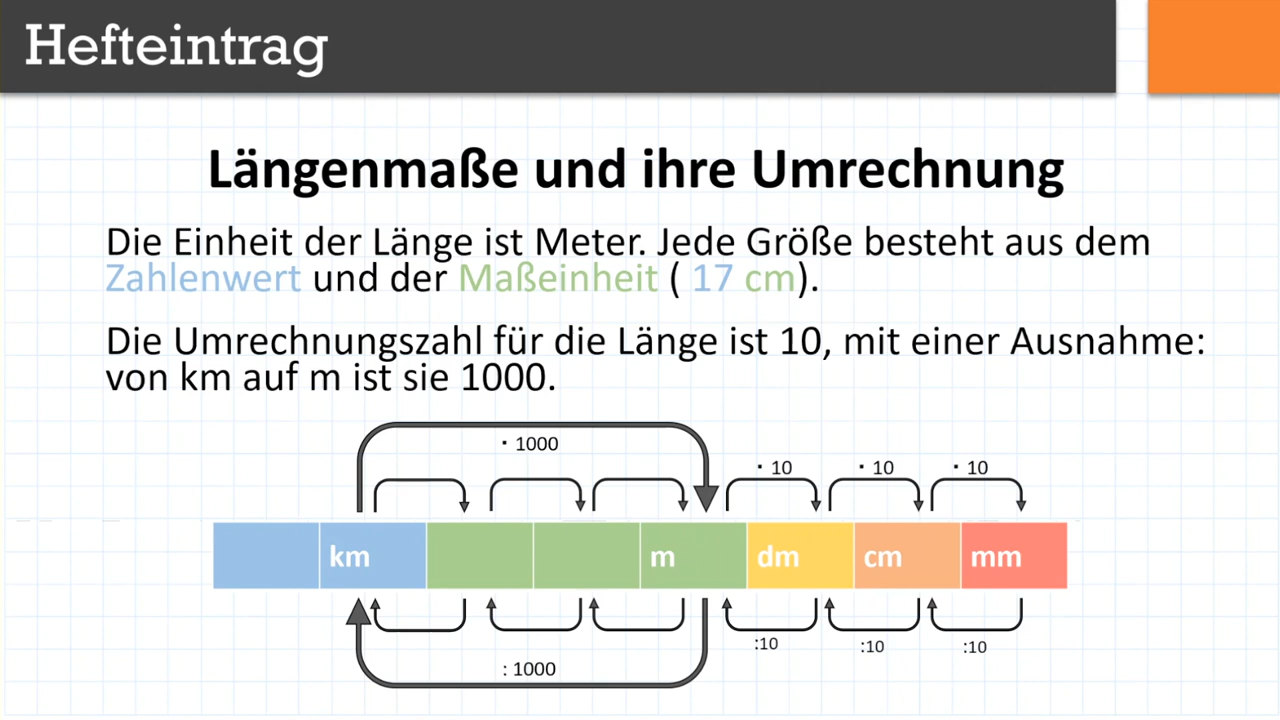 Hefteintrag
Längenmaße und ihre Umrechnung
Die Einheit der Länge ist Meter. Jede Größe besteht aus dem
Zahlenwert und der Maßeinheit ( 17 cm).
Die Umrechnungszahl für die Länge ist 10, mit einer Ausnahme:
von km auf m ist sie 1000.
· 1000
· 10 · 10 · 10
km m dm cm mm
:10 :10 :10
: 1000